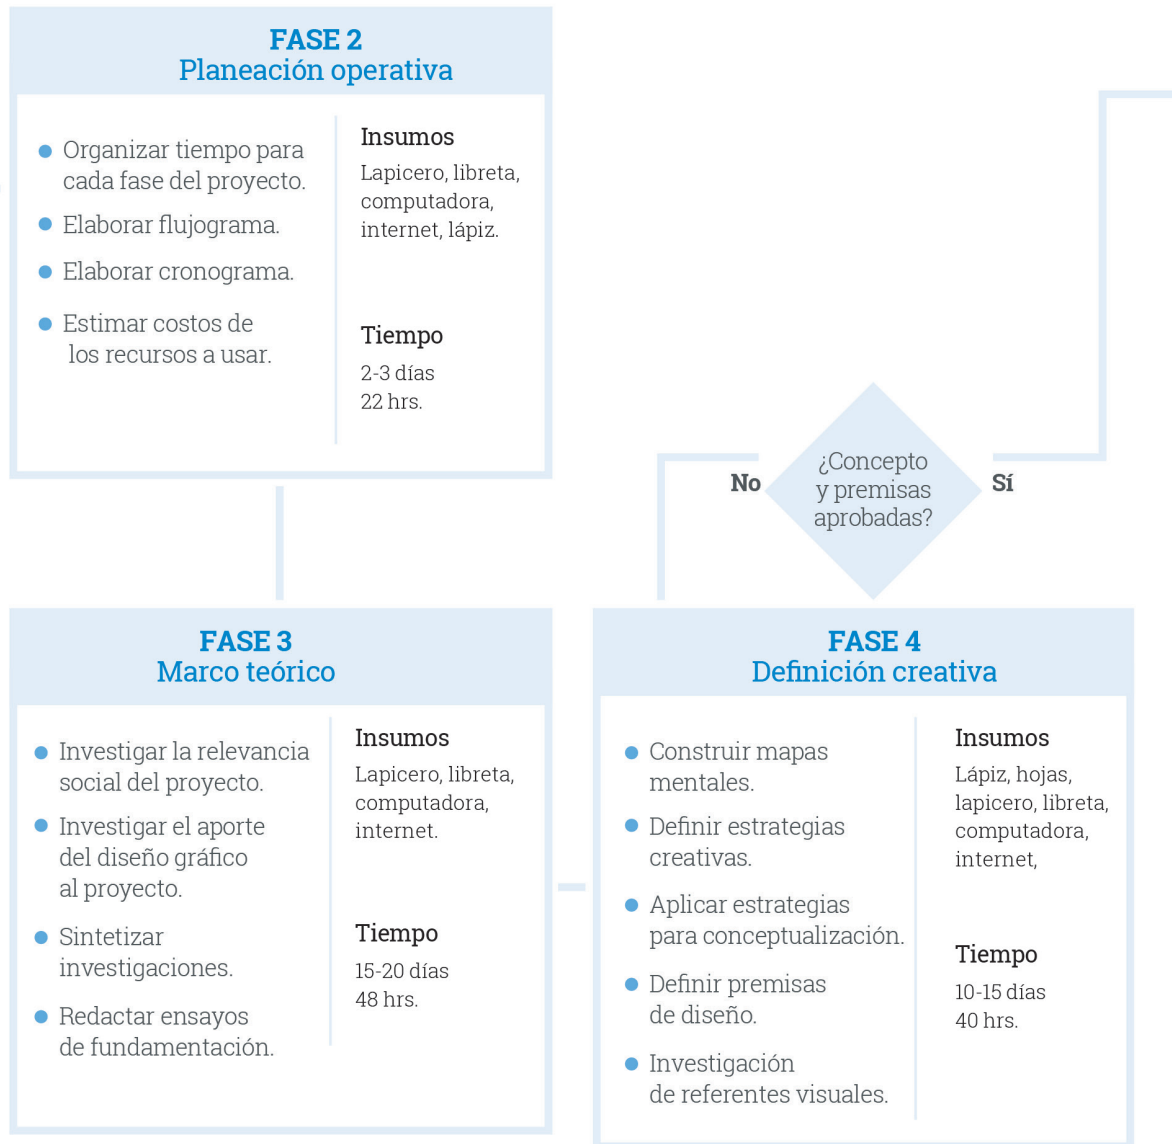 FASE 2
Planeación operativa
Organizar tiempo para
cada fase del proyecto.
Elaborar flujograma.
Elaborar cronograma.
Estimar costos de
los recursos a usar.
Insumos
Lapicero, libreta,
computadora,
internet, lápiz.
Tiempo
2-3 días
22 hrs.
FASE 3
Marco teórico
Investigar la relevancia
social del proyecto.
Investigar el aporte
del diseño gráfico
al proyecto.
Sintetizar
investigaciones.
Redactar ensayos
de fundamentación.
Insumos
Lapicero, libreta,
computadora,
internet.
Tiempo
15-20 días
48 hrs.
FASE 4
Definición creativa
Construir mapas
mentales.
Definir estrategias
creativas.
Aplicar estrategias
para conceptualización.
Definir premisas
de diseño.
Investigación
de referentes visuales.
Insumos
Lápiz, hojas,
lapicero, libreta,
computadora,
internet,
Tiempo
10-15 días
40 hrs.
¿Concepto
y premisas
aprobadas?
No
Sí